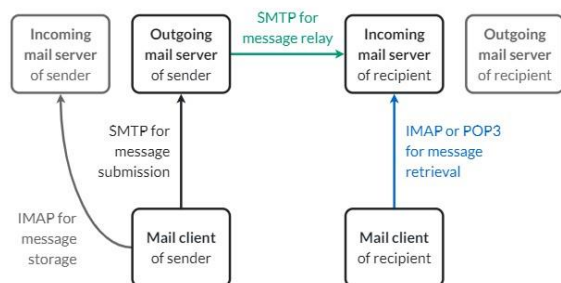 SMTP for
message relay
Incoming
mail server
of sender
Outgoing
mail server
of sender
Incoming
mail server
of recipient
Outgoing
mail server
of recipient
SMTP for
message
submission
IMAP or POP3
for message
retrieval
IMAP for
message
storage
Mail client
of sender
Mail client
of recipient